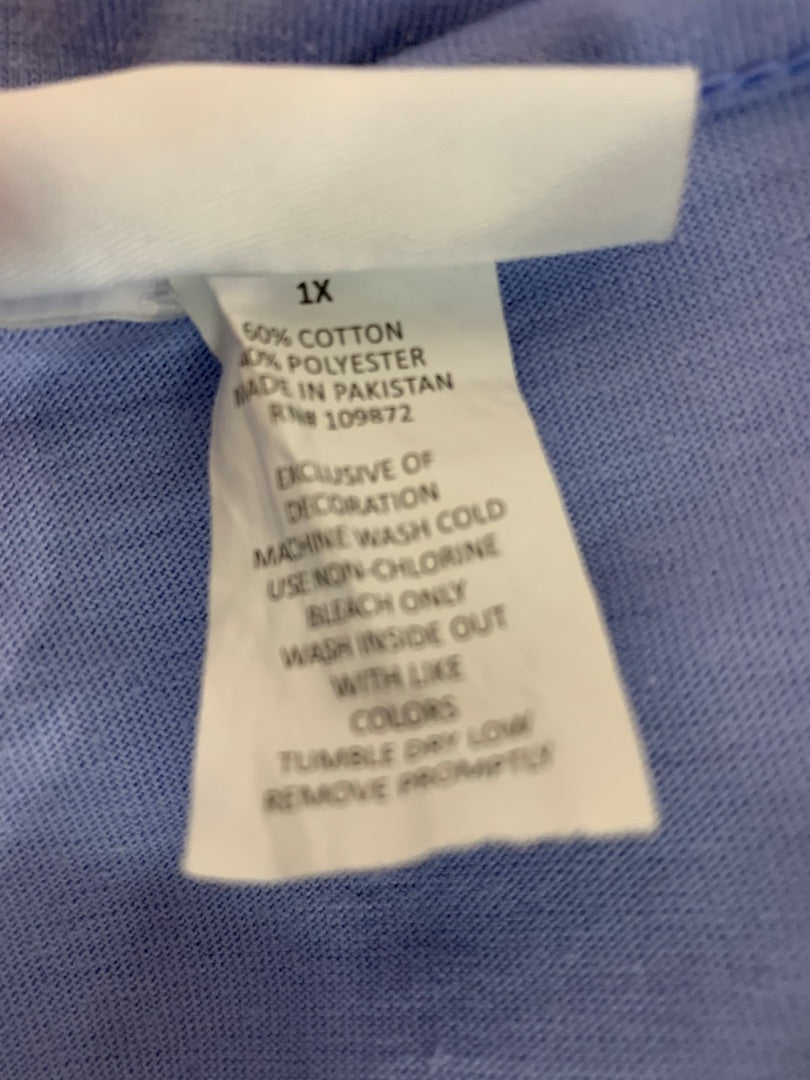 1X
60% COTTON
40% POLYESTER
MADE IN PAKISTAN
RN# 109872
EXCLUSIVE OF
DECORATION
MACHINE WASH COLD
USE NON-CHLORINE
BLEACH ONLY
WASH INSIDE OUT
WITH LIKE
COLORS
TUMBLE DRY LOW
REMOVE PROMPTLY